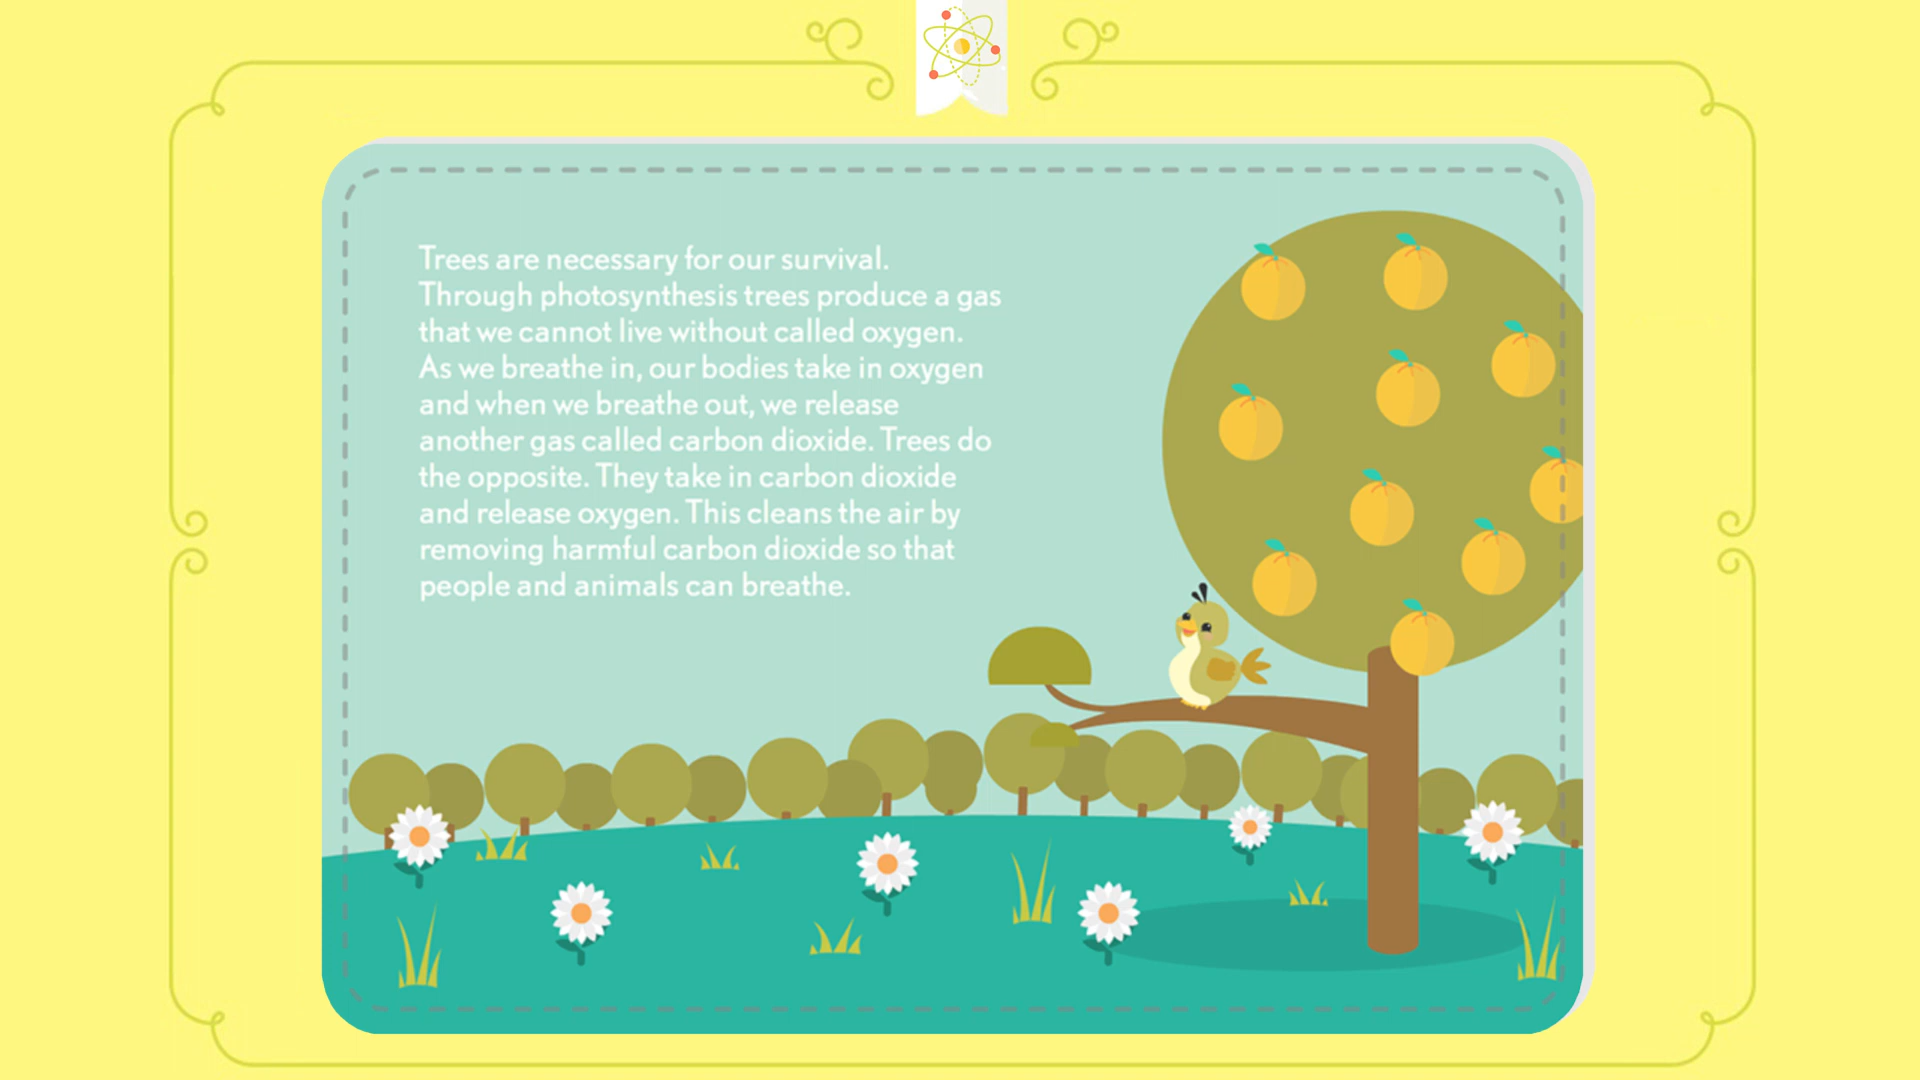 Trees are necessary for our survival.
Through photosynthesis trees produce a gas
that we cannot live without called oxygen.
As we breathe in, our bodies take in oxygen
and when we breathe out, we release
another gas called carbon dioxide. Trees do
the opposite. They take in carbon dioxide
and release oxygen. This cleans the air by
removing harmful carbon dioxide so that
people and animals can breathe.